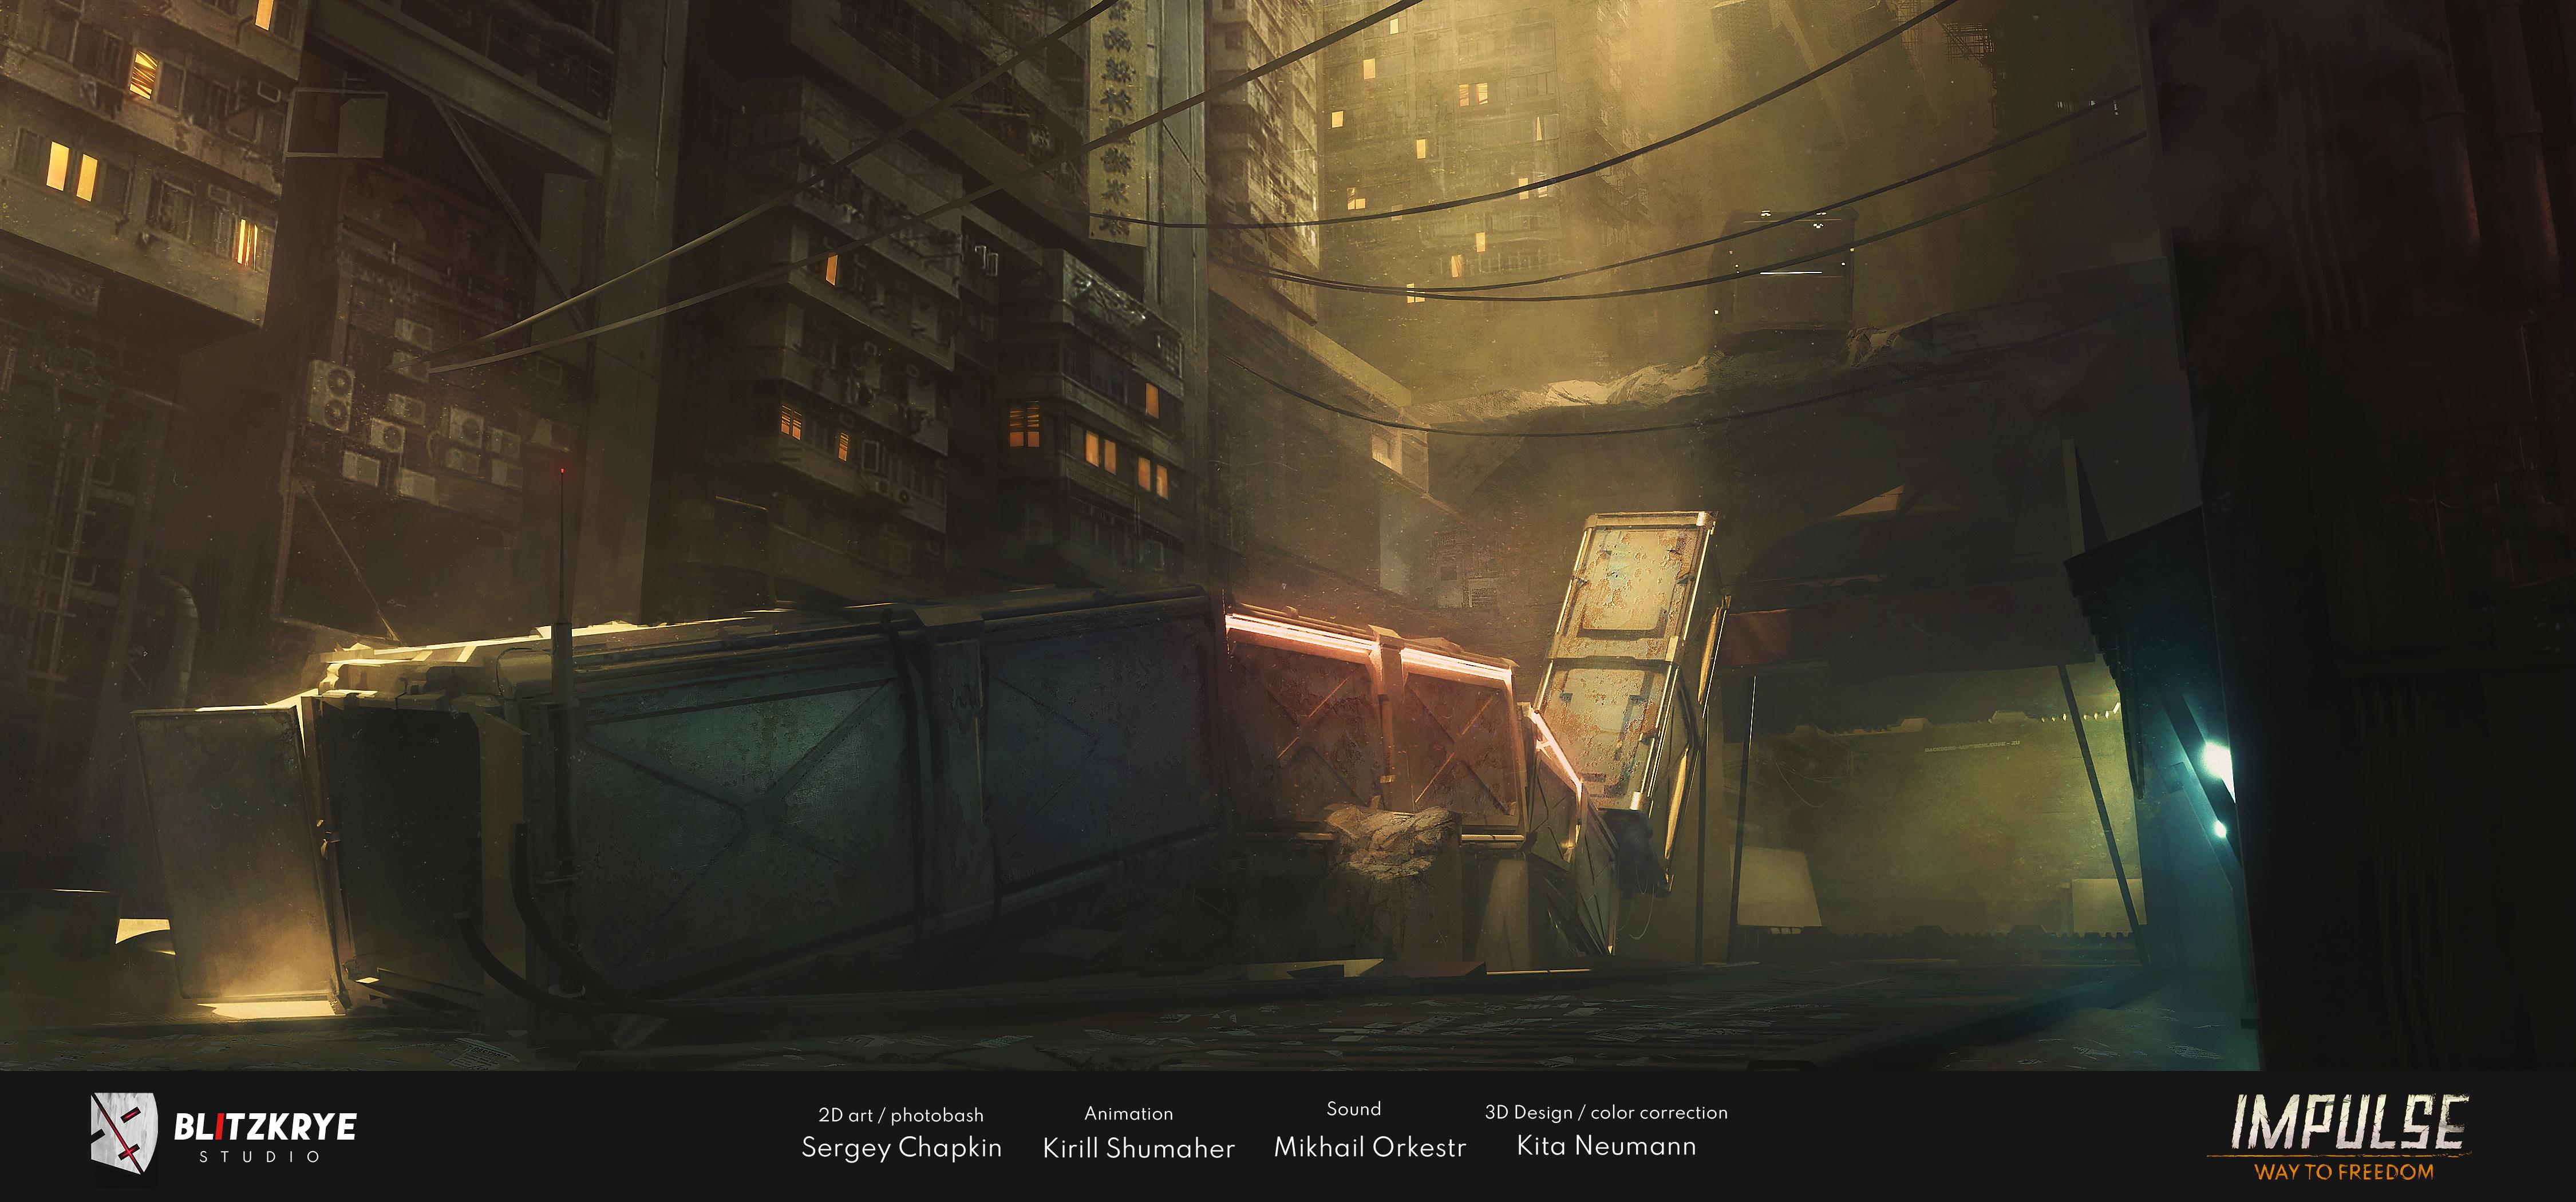 BLITZKRYE
STUDIO
2D art / photobash
Sergey Chapkin
Animation
Kirill Shumaher
Sound
Mikhail Orkestr
3D Design / color correction
Kita Neumann
IMPULSE
WAY TO FREEDOM